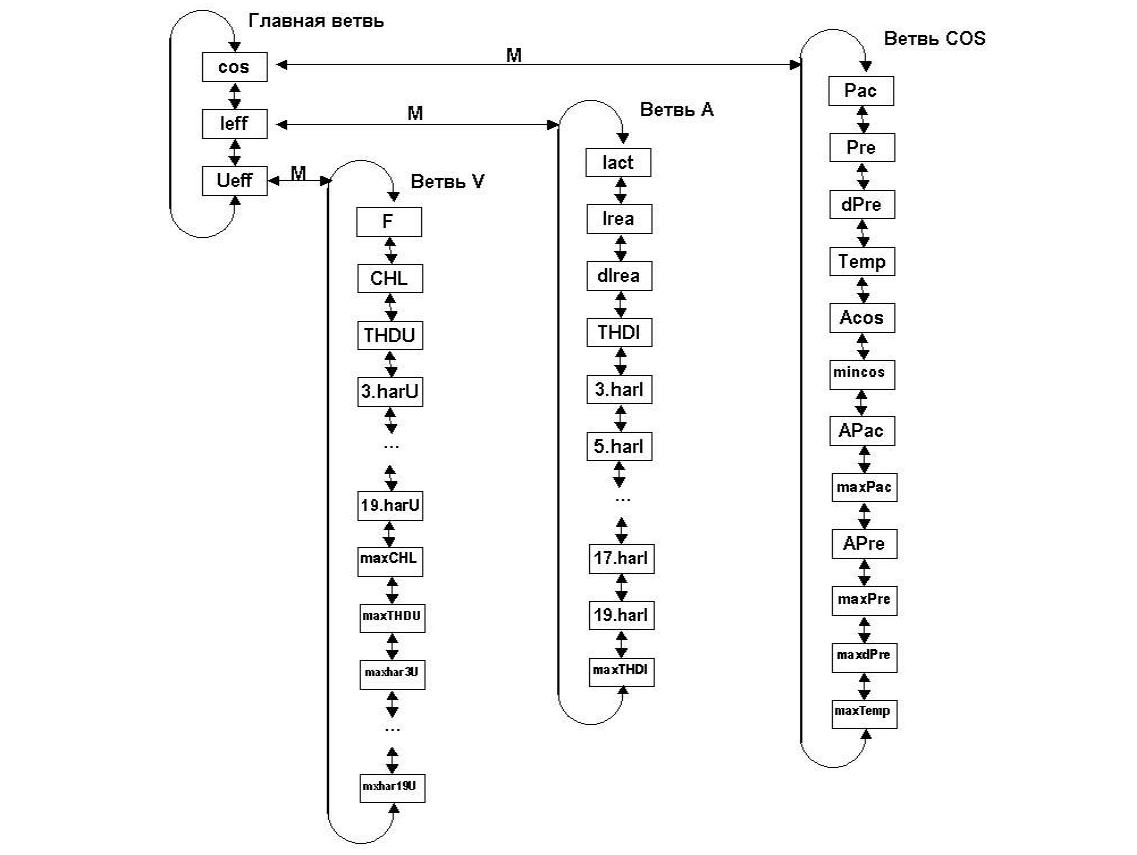 Главная ветвь
cos
Ieff
Ueff
M
M
M
Ветвь V
F
CHL
THDU
3.harU
...
19.harU
maxCHL
maxTHDU
maxhar3U
...
mxhar19U
Ветвь A
Iact
Irea
dIrea
THDI
3.harI
5.harI
...
17.harI
19.harI
maxTHDI
Ветвь COS
Pac
Pre
dPre
Temp
Acos
mincos
APac
maxPac
APre
maxPre
maxdPre
maxTemp